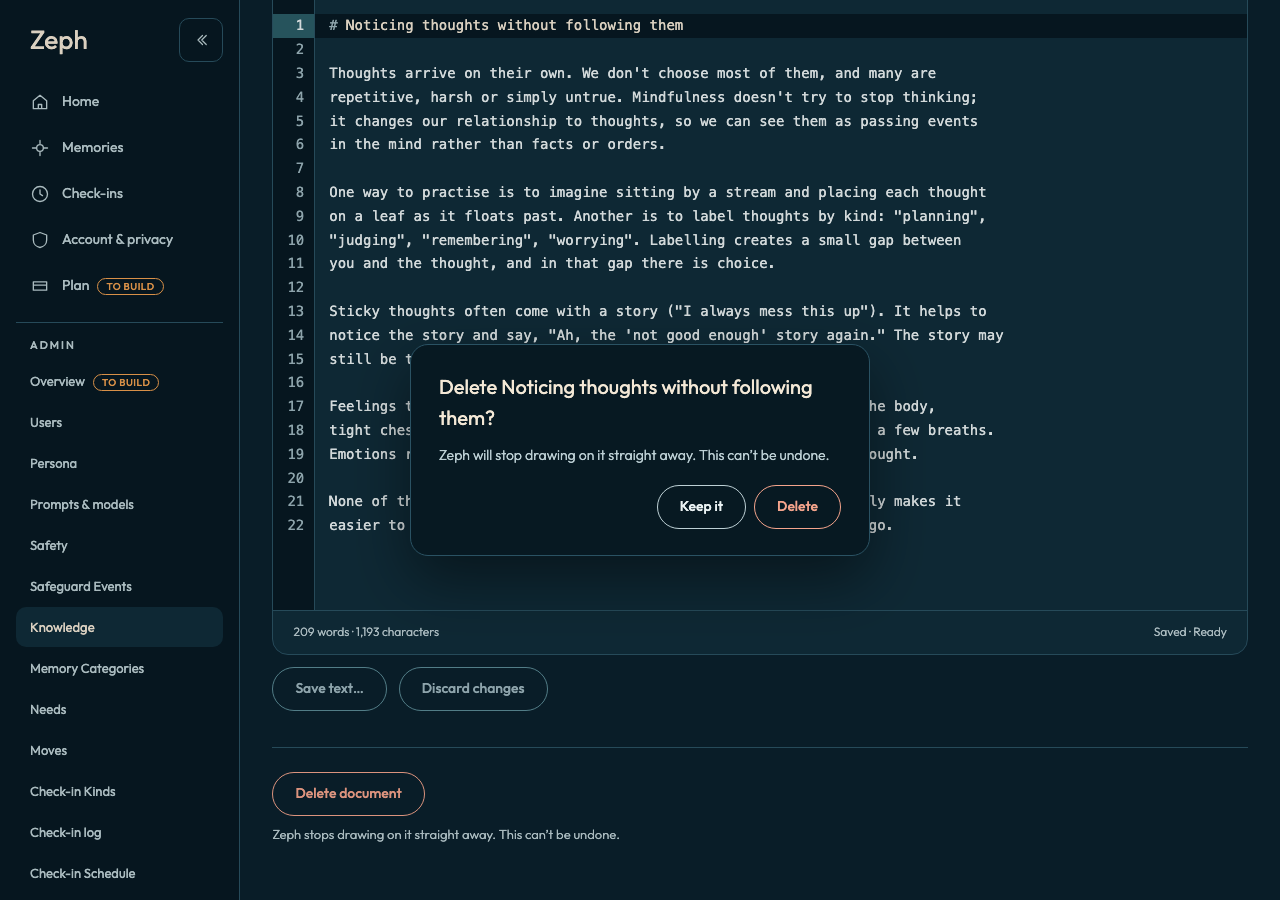 Zeph
Home
Memories
Check-ins
Account & privacy
Plan TO BUILD
ADMIN
Overview TO BUILD
Users
Persona
Prompts & models
Safety
Safeguard Events
Knowledge
Memory Categories
Needs
Moves
Check-in Kinds
Check-in log
Check-in Schedule
1 # Noticing thoughts without following them
2
3 Thoughts arrive on their own. We don't choose most of them, and many are
4 repetitive, harsh or simply untrue. Mindfulness doesn't try to stop thinking;
5 it changes our relationship to thoughts, so we can see them as passing events
6 in the mind rather than facts or orders.
7
8 One way to practise is to imagine sitting by a stream and placing each thought
9 on a leaf as it floats past. Another is to label thoughts by kind: "planning",
10 "judging", "remembering", "worrying". Labelling creates a small gap between
11 you and the thought, and in that gap there is choice.
12
13 Sticky thoughts often come with a story ("I always mess this up"). It helps to
14 notice the story and say, "Ah, the 'not good enough' story again." The story may
15 still be
16
17 Feelings he body,
18 tight a few breaths.
19 Emotions
20
21 None of makes it
22 easier to go.
Delete Noticing thoughts without following
them?
Zeph will stop drawing on it straight away. This can't be undone.
Keep it Delete
209 words · 1,193 characters Saved · Ready
Save text… Discard changes
Delete document
Zeph stops drawing on it straight away. This can't be undone.